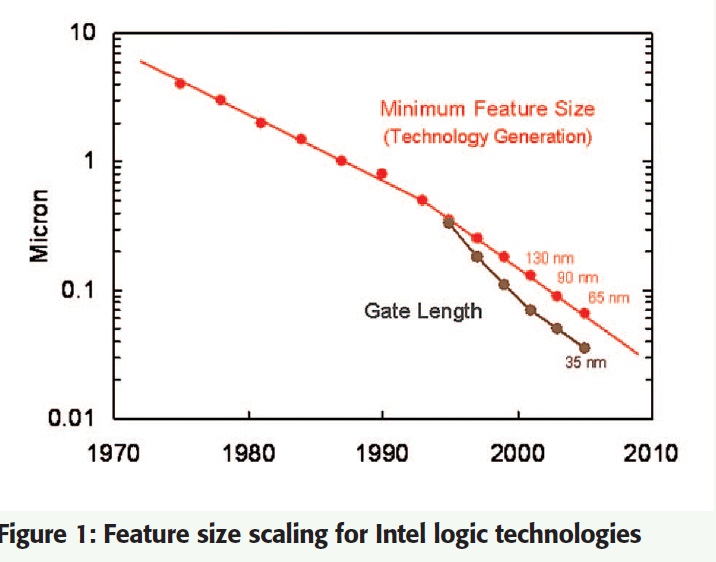 10
1
0.1
0.01
Micron
Minimum Feature Size
(Technology Generation)
130 nm
90 nm
65 nm
Gate Length
35 nm
1970 1980 1990 2000 2010
Figure 1: Feature size scaling for Intel logic technologies